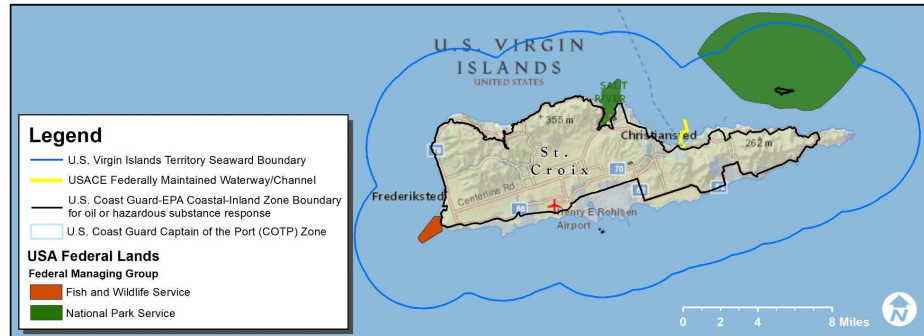 U.S. VIRGIN
ISLANDS
UNITED STATES
SALT
RIVER
355 m
Christiansted
262 m
St.
Croix
78
70
Centerline Rd.
Frederiksted
66
Henry E Rohlsen
Airport
Legend
U.S. Virgin Islands Territory Seaward Boundary
USACE Federally Maintained Waterway/Channel
U.S. Coast Guard-EPA Coastal-Inland Zone Boundary
for oil or hazardous substance response
U.S. Coast Guard Captain of the Port (COTP) Zone
USA Federal Lands
Federal Managing Group
Fish and Wildlife Service
National Park Service
0 2 4 8 Miles
N